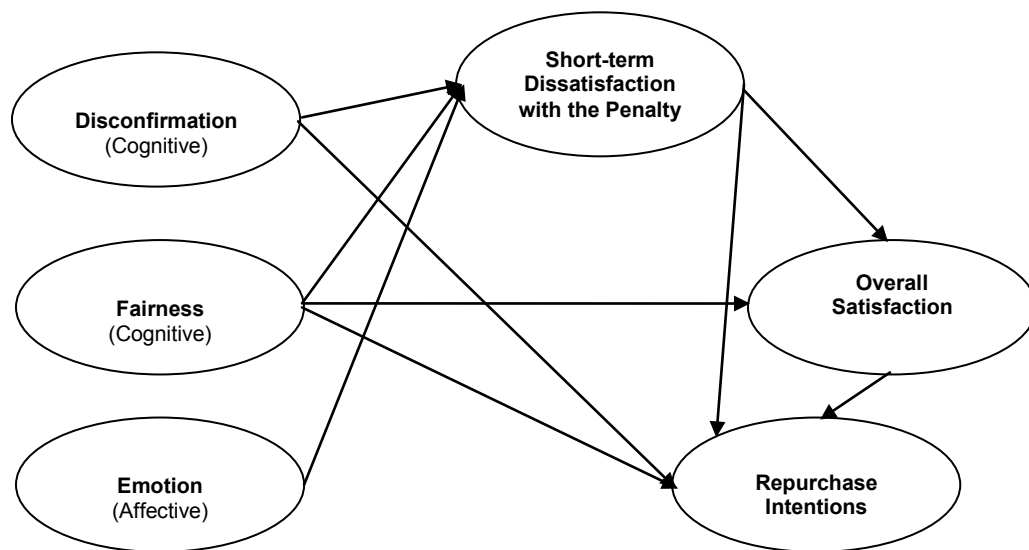 Short-term
Dissatisfaction
with the Penalty
Disconfirmation
(Cognitive)
Overall
Satisfaction
Fairness
(Cognitive)
Emotion
(Affective)
Repurchase
Intentions